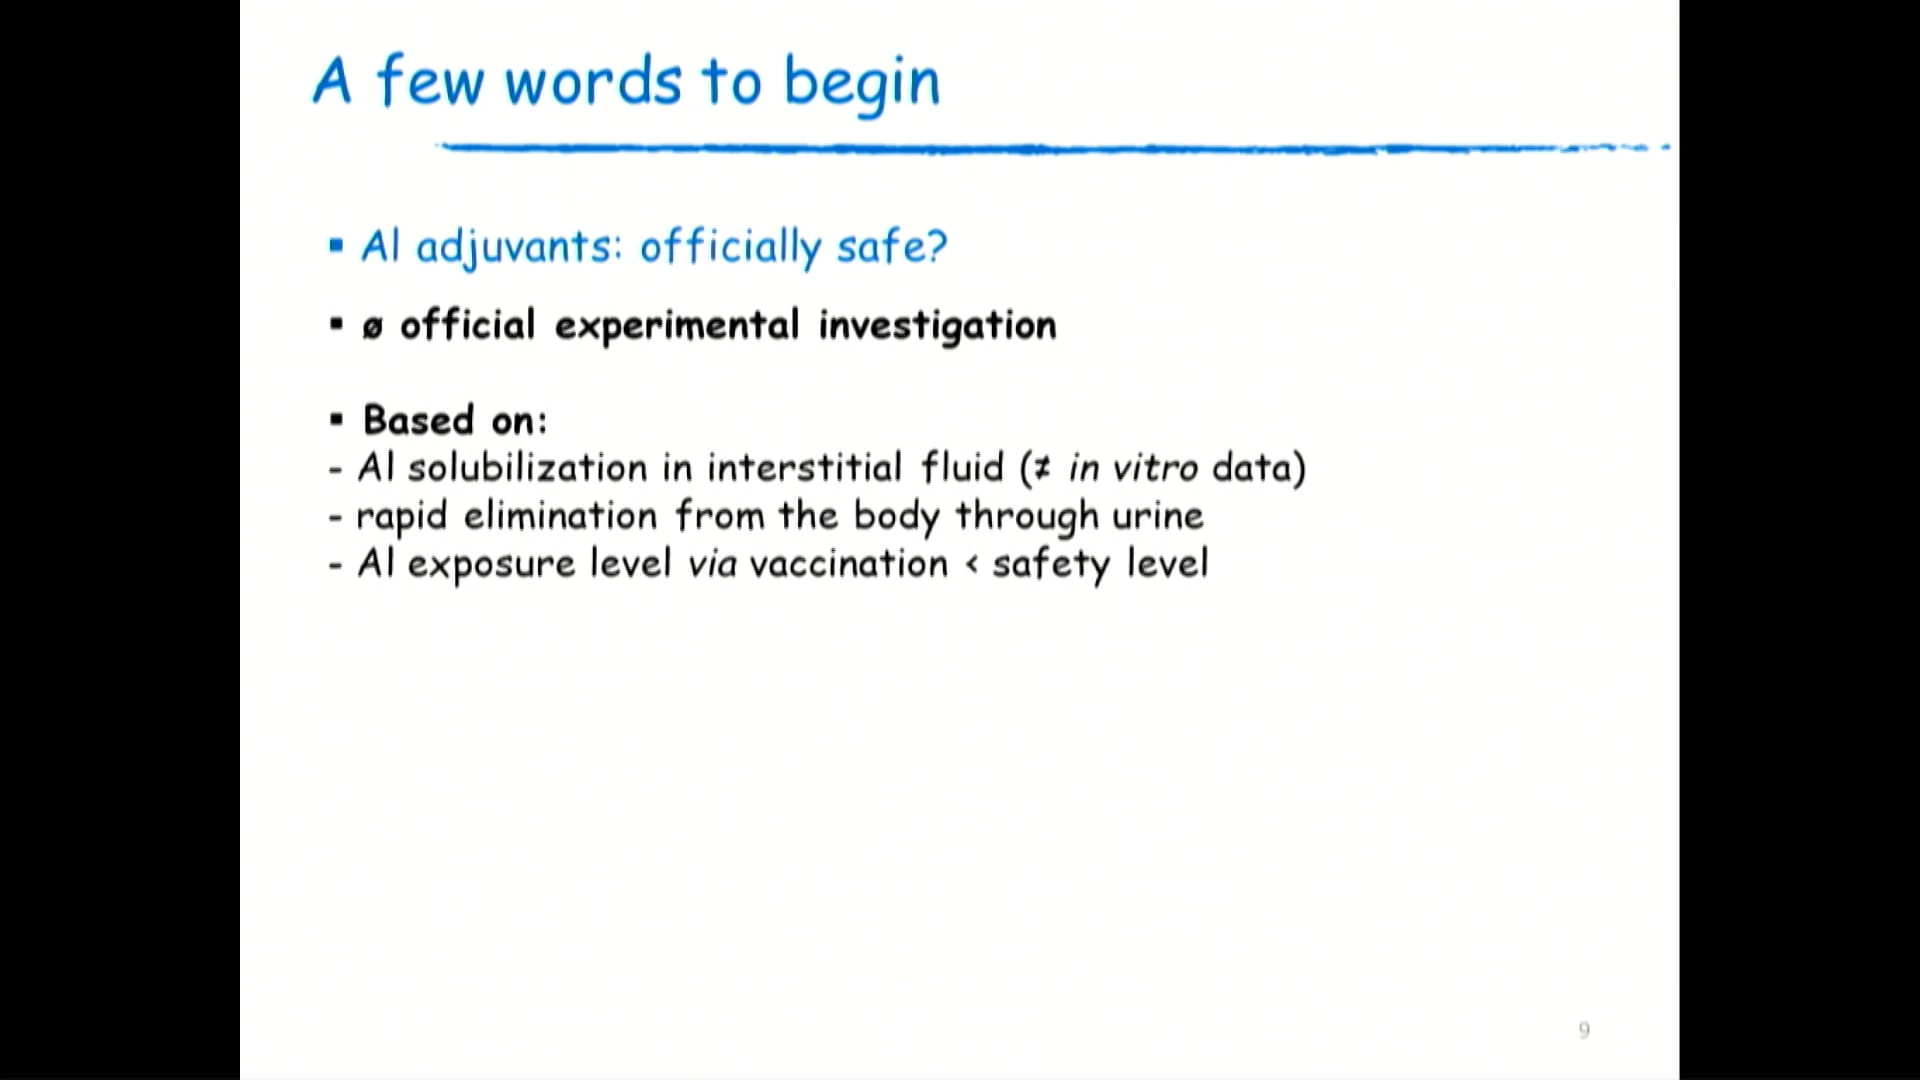 A few words to begin
▪ Al adjuvants: officially safe?
▪ ø official experimental investigation
▪ Based on:
- Al solubilization in interstitial fluid (≠ in vitro data)
- rapid elimination from the body through urine
- Al exposure level via vaccination < safety level
9